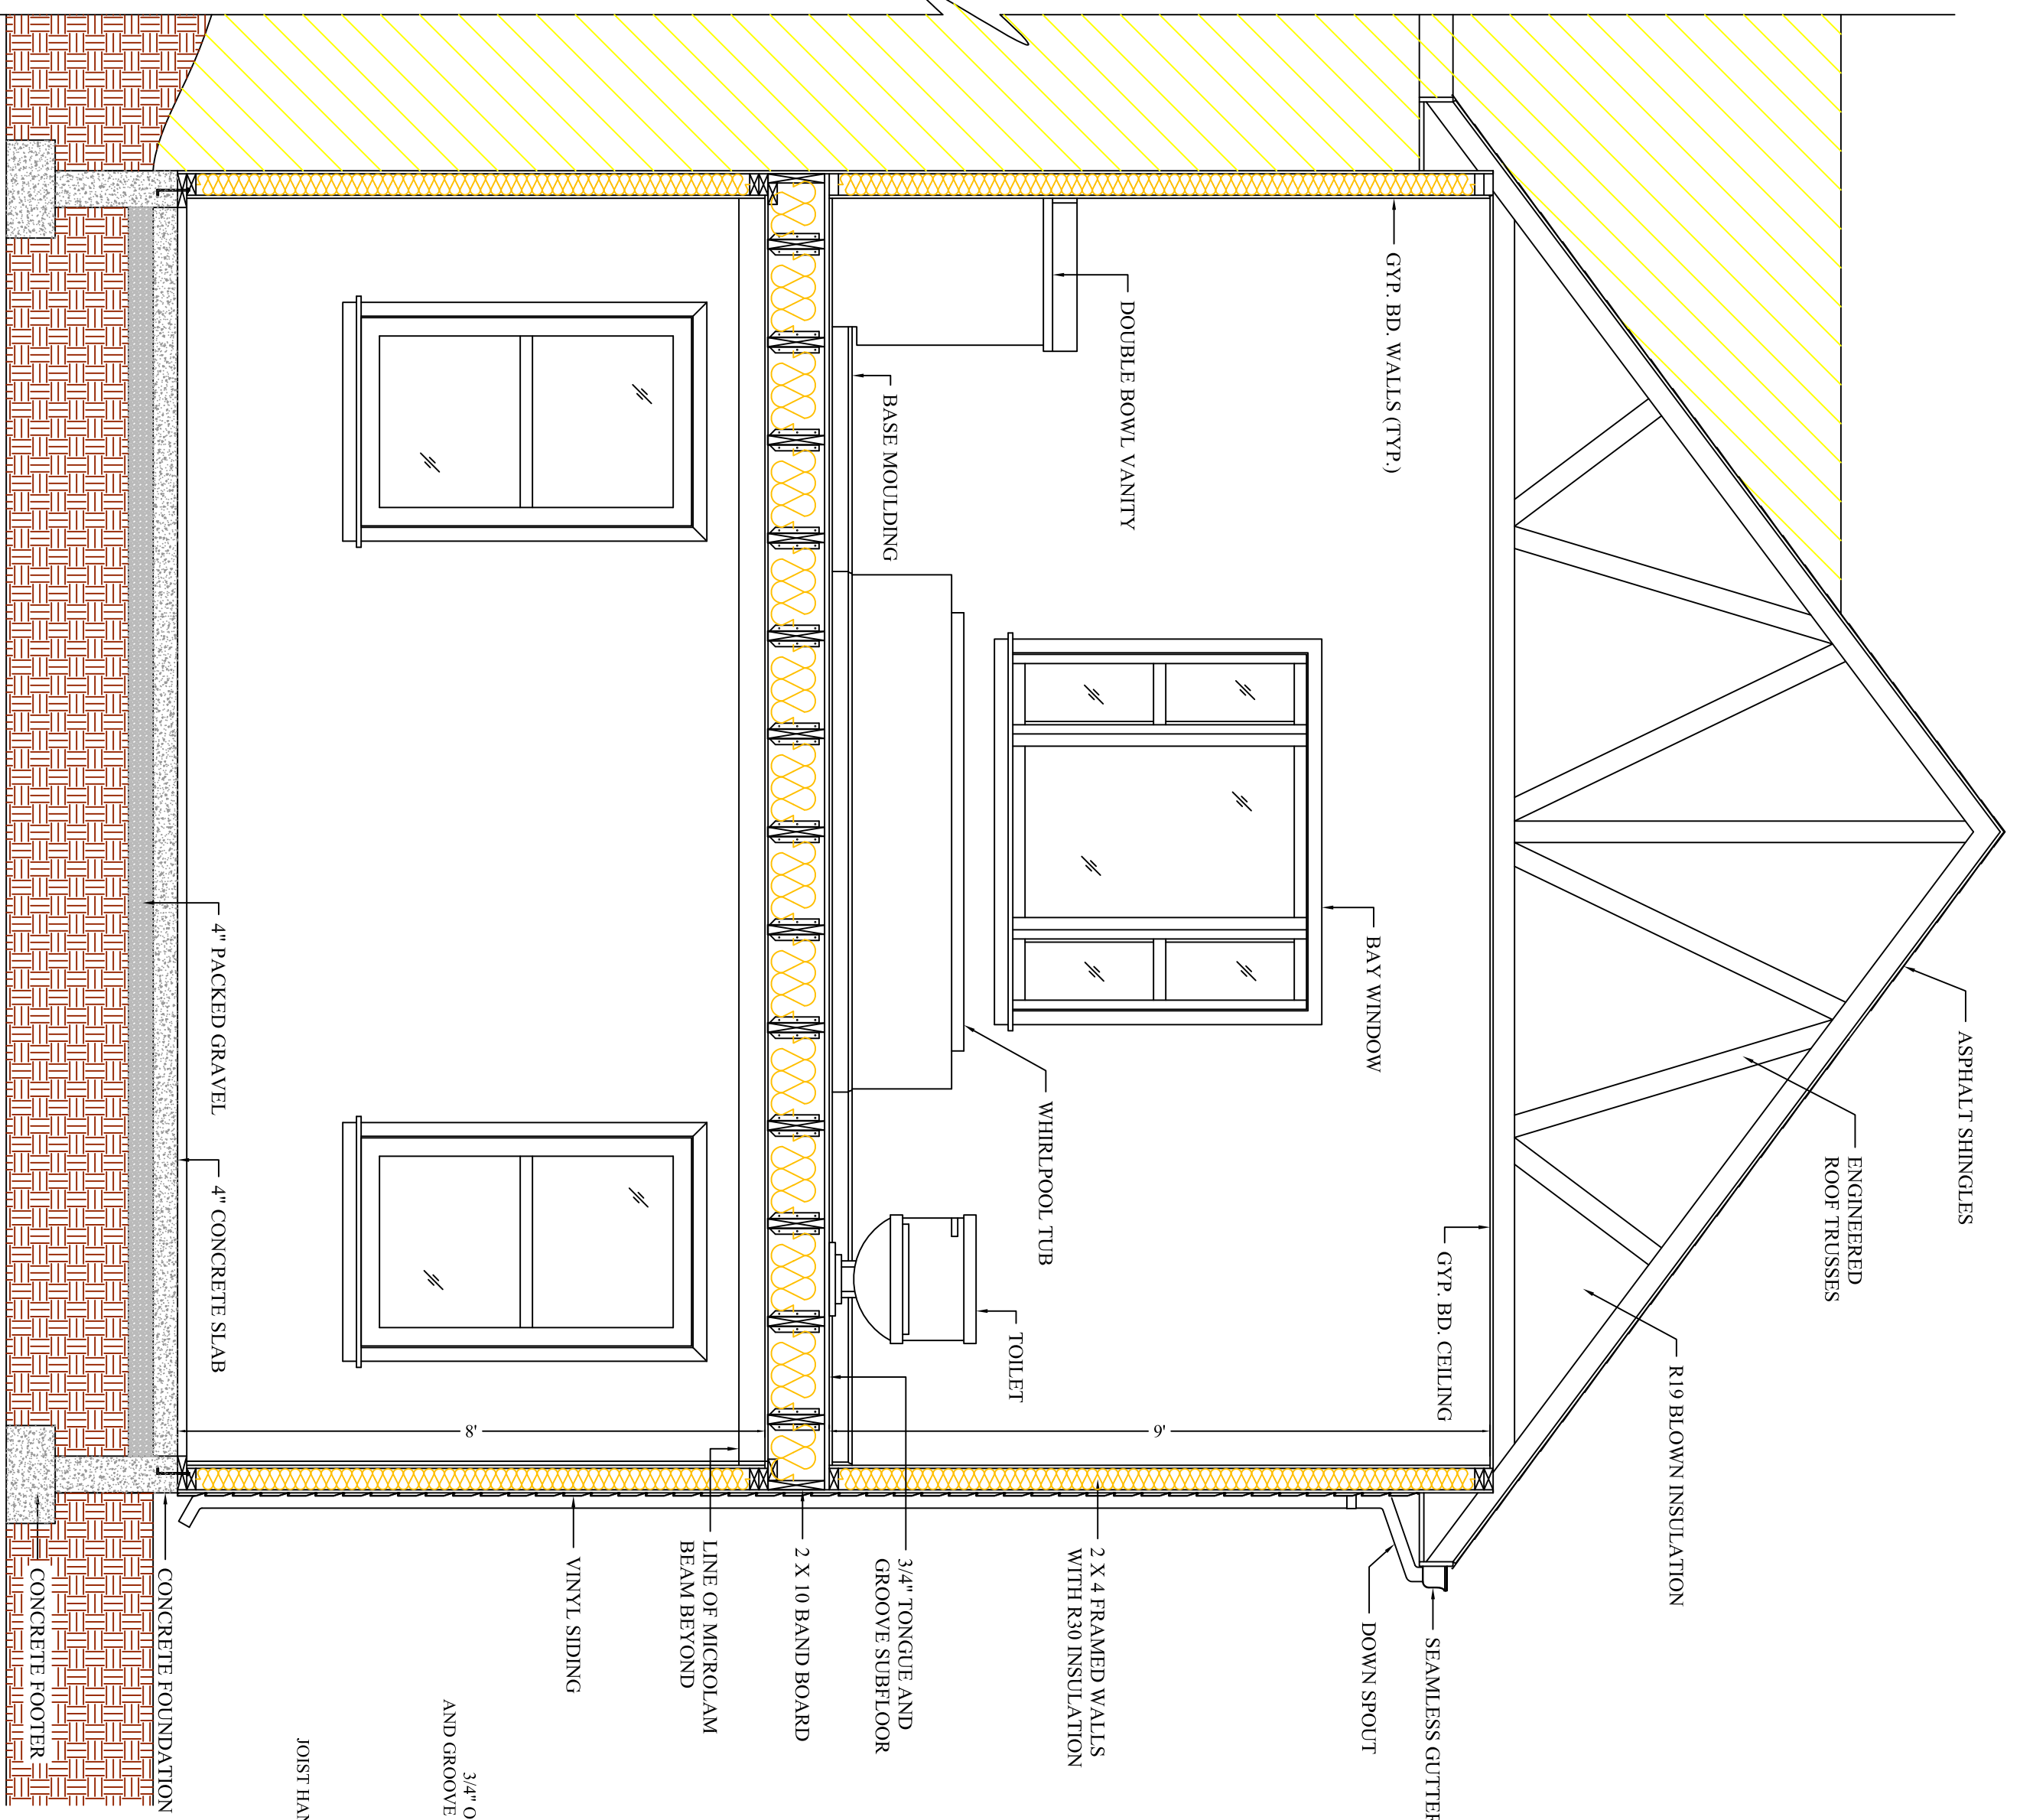 ASPHALT SHINGLES
ENGINEERED
ROOF TRUSSES
R19 BLOWN INSULATION
SEAMLESS GUTTER
DOWN SPOUT
GYP. BD. CEILING
GYP. BD. WALLS (TYP.)
BAY WINDOW
DOUBLE BOWL VANITY
WHIRLPOOL TUB
TOILET
9'
2 X 4 FRAMED WALLS
WITH R30 INSULATION
BASE MOULDING
3/4" TONGUE AND
GROOVE SUBFLOOR
2 X 10 BAND BOARD
LINE OF MICROLAM
BEAM BEYOND
VINYL SIDING
8'
4" PACKED GRAVEL
4" CONCRETE SLAB
CONCRETE FOUNDATION
CONCRETE FOOTER
3/4"
AND GROOVE
JOIST